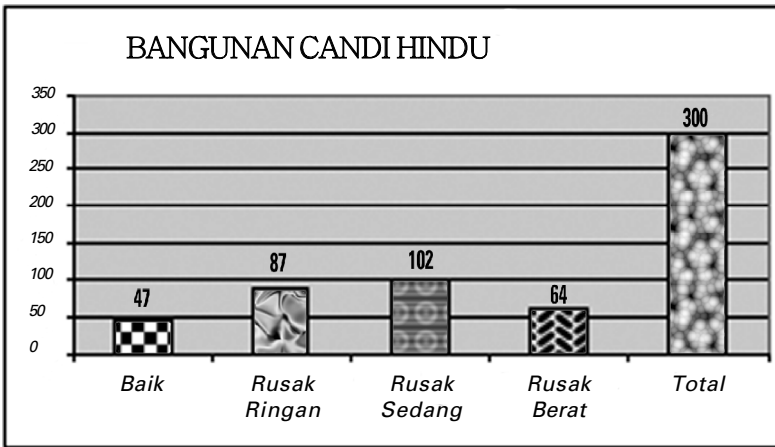 BANGUNAN CANDI HINDU
350
300
250
200
150
100
50
0
47
87
102
64
300
Baik
Rusak Ringan
Rusak Sedang
Rusak Berat
Total